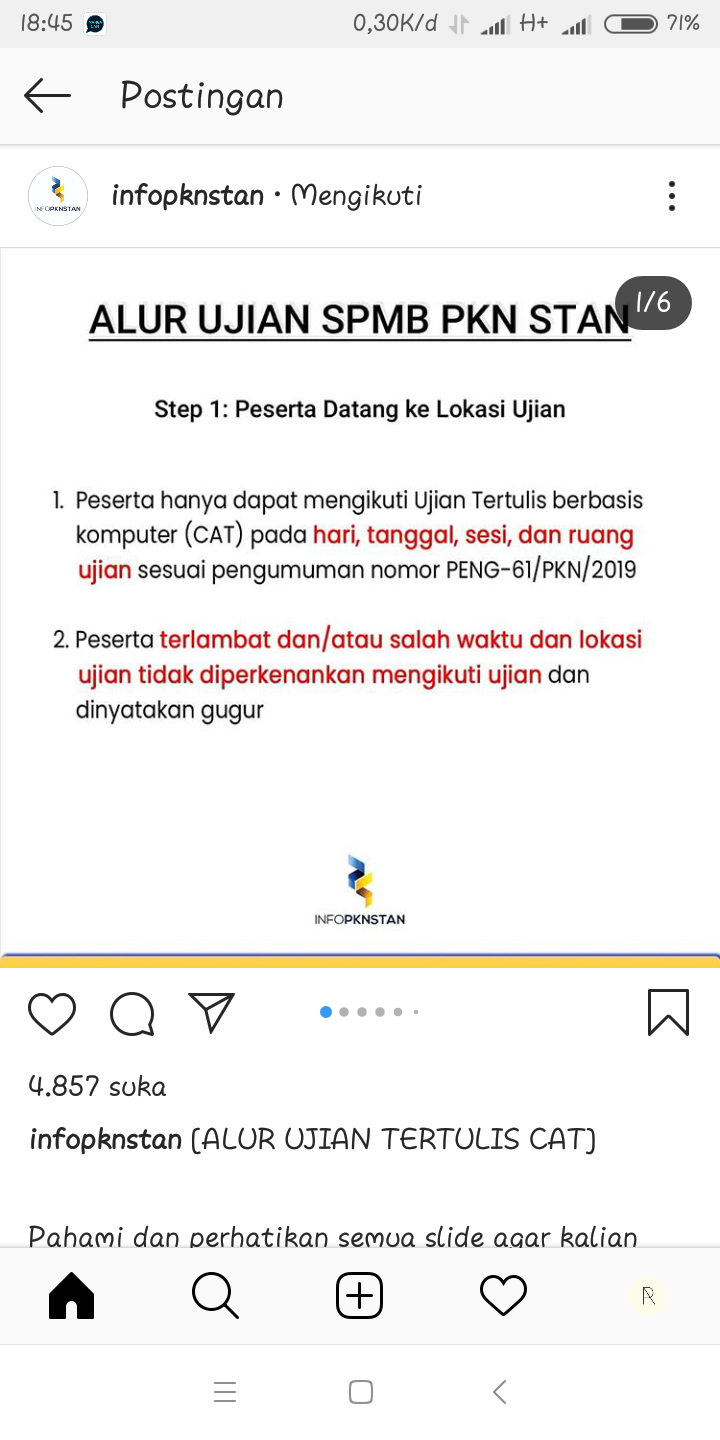 18:45 0,30K/d H+ 71%
Postingan
infopknstan • Mengikuti
1/6
ALUR UJIAN SPMB PKN STAN
Step 1: Peserta Datang ke Lokasi Ujian
1. Peserta hanya dapat mengikuti Ujian Tertulis berbasis
komputer (CAT) pada hari, tanggal, sesi, dan ruang
ujian sesuai pengumuman nomor PENG-61/PKN/2019
2. Peserta terlambat dan/atau salah waktu dan lokasi
ujian tidak diperkenankan mengikuti ujian dan
dinyatakan gugur
INFOPKNSTAN
4.857 suka
infopknstan [ALUR UJIAN TERTULIS CAT]
Pahami dan perhatikan semua slide agar kalian
R